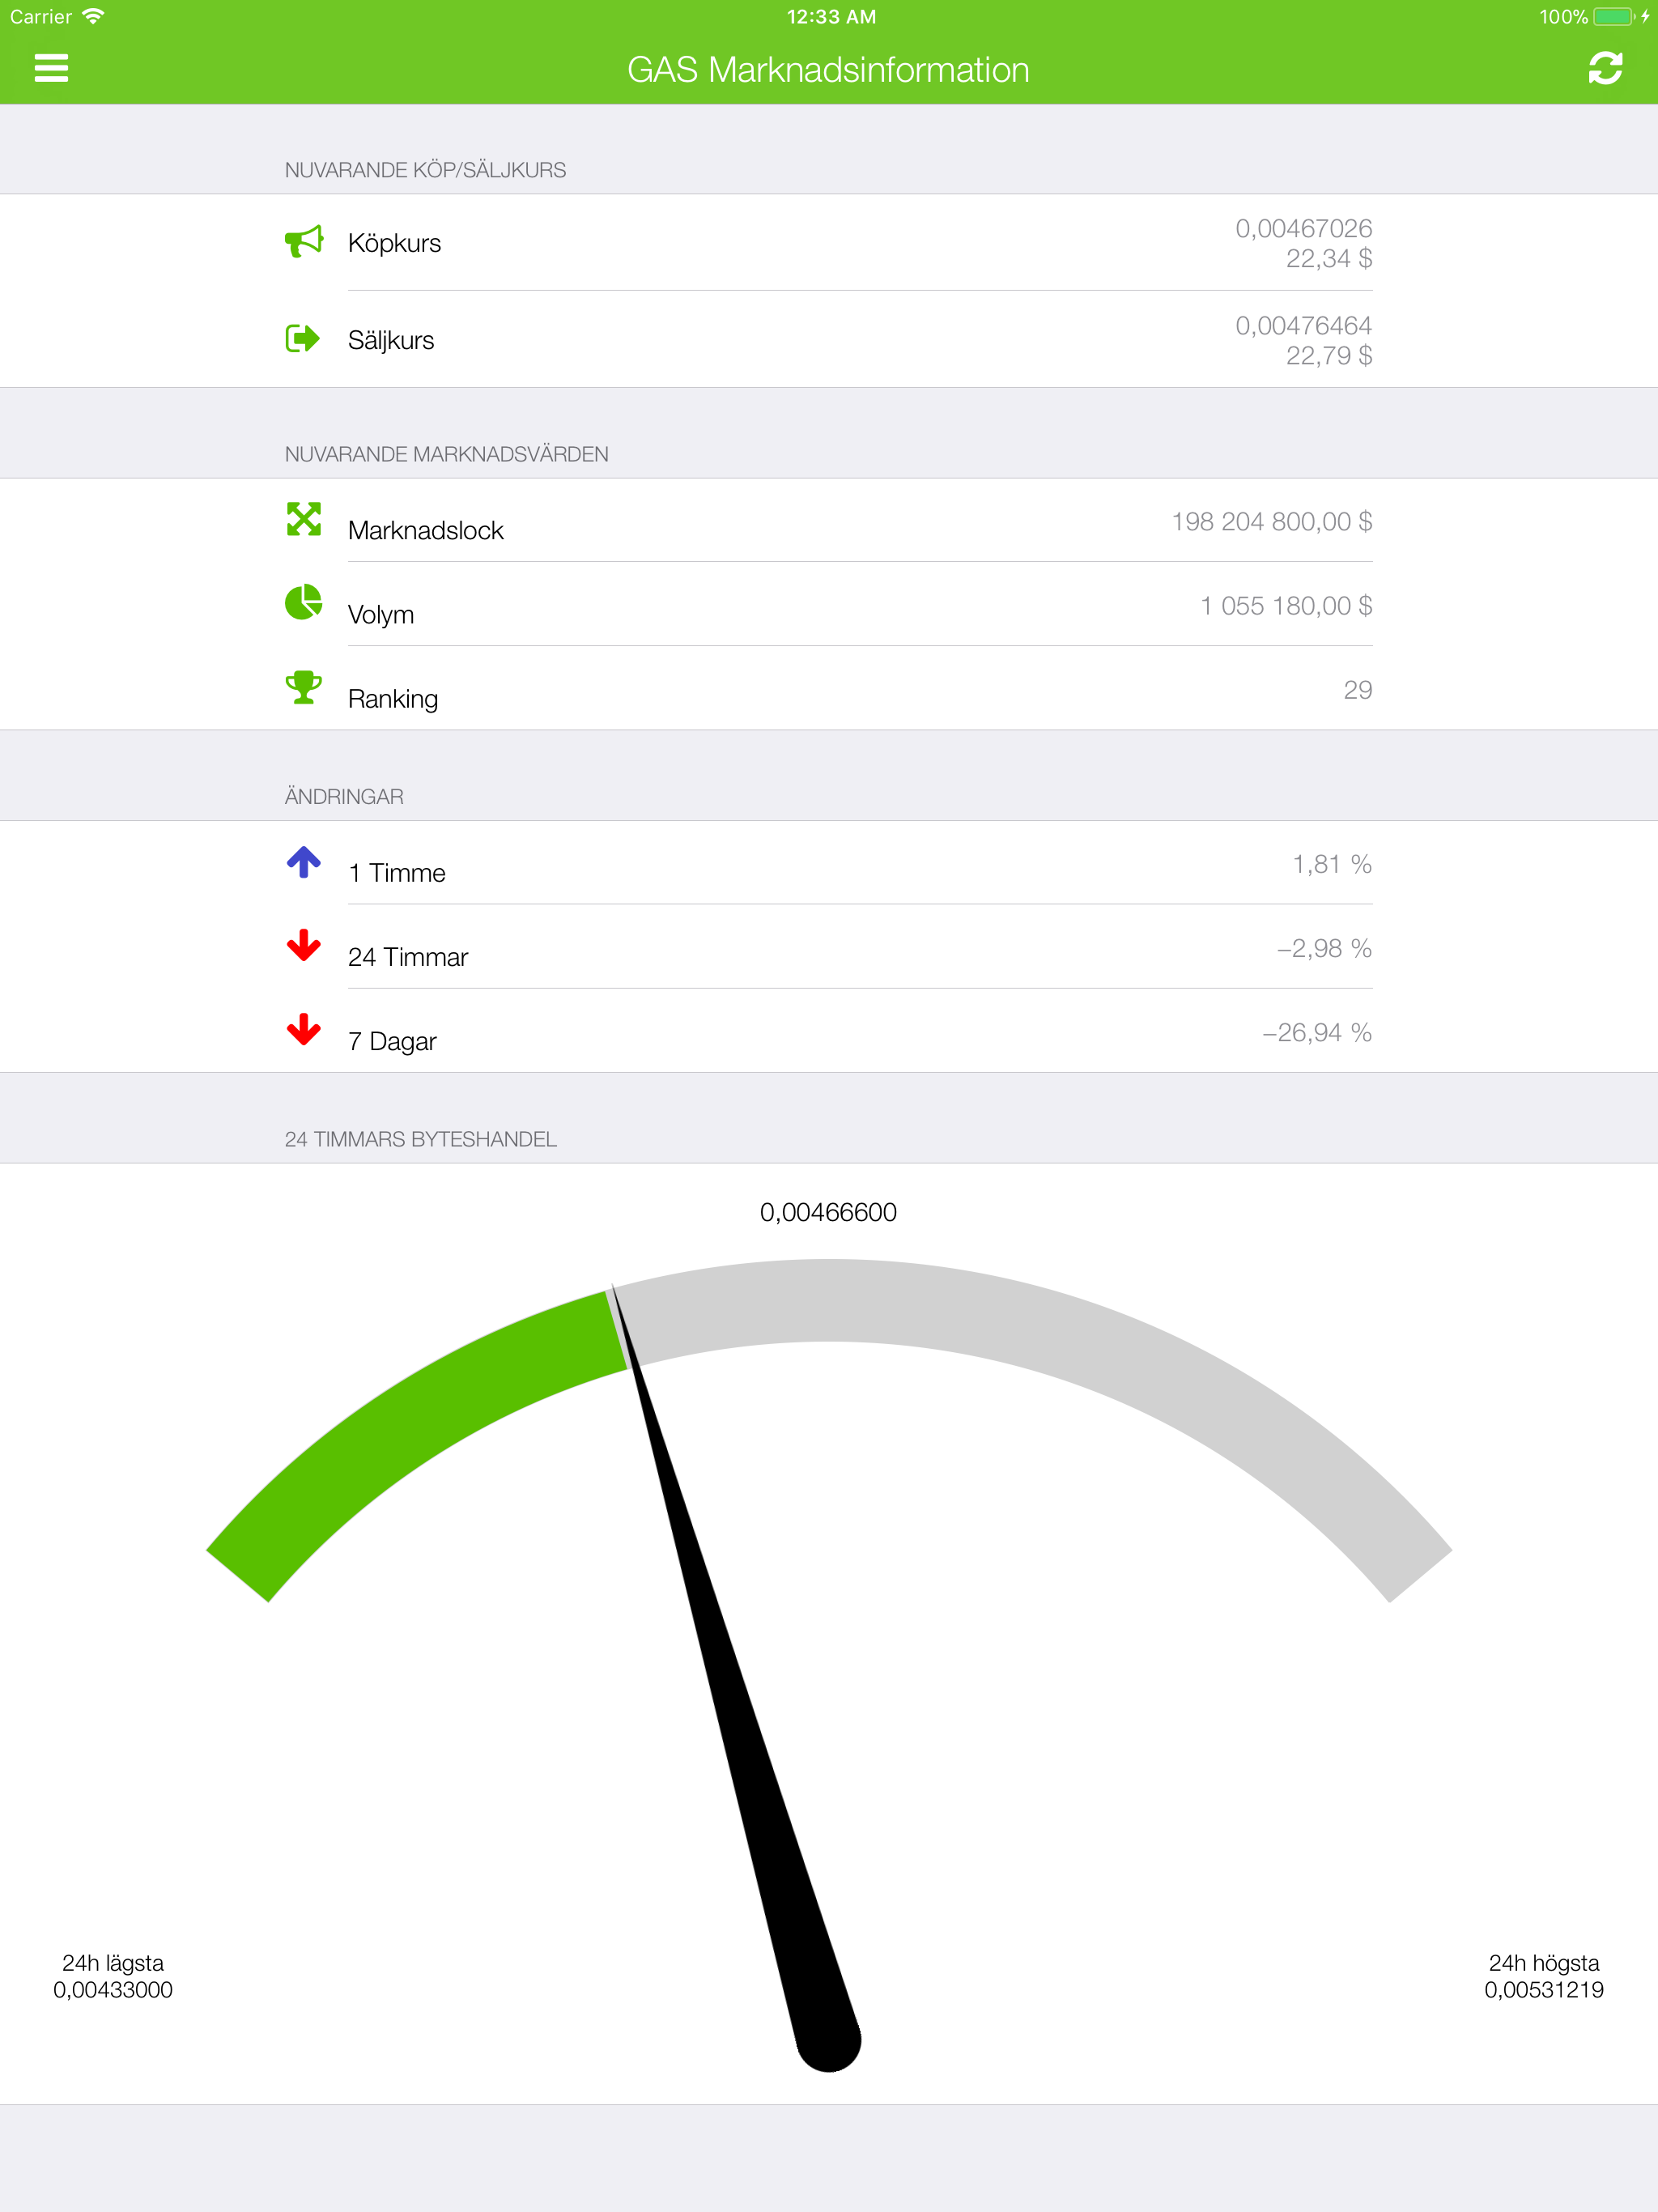 Carrier 12:33 AM 100%
GAS Marknadsinformation
NUVARANDE KÖP/SÄLJKURS
Köpkurs
0,00467026
22,34 $
Säljkurs
0,00476464
22,79 $
NUVARANDE MARKNADSVÄRDEN
Marknadslock 198 204 800,00 $
Volym 1 055 180,00 $
Ranking 29
ÄNDRINGAR
1 Timme 1,81 %
24 Timmar −2,98 %
7 Dagar −26,94 %
24 TIMMARS BYTESHANDEL
0,00466600
24h lägsta
0,00433000
24h högsta
0,00531219